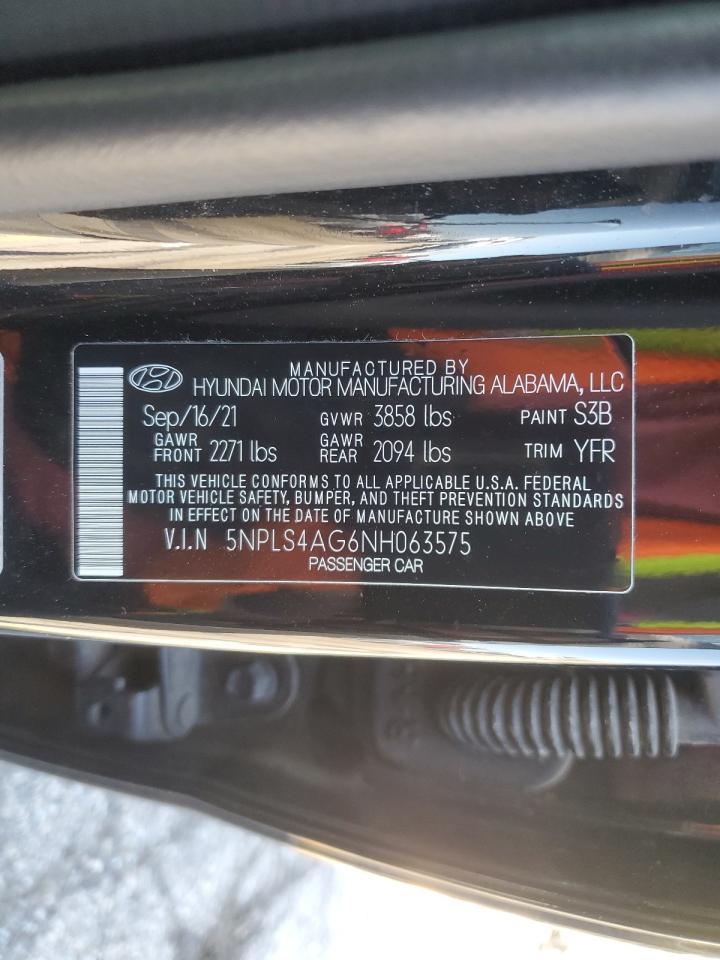 MANUFACTURED BY
HYUNDAI MOTOR MANUFACTURING ALABAMA, LLC
Sep/16/21 GVWR 3858 lbs PAINT S3B
GAWR FRONT 2271 lbs GAWR REAR 2094 lbs TRIM YFR
THIS VEHICLE CONFORMS TO ALL APPLICABLE U.S.A. FEDERAL
MOTOR VEHICLE SAFETY, BUMPER, AND THEFT PREVENTION STANDARDS
IN EFFECT ON THE DATE OF MANUFACTURE SHOWN ABOVE
V.I.N 5NPLS4AG6NH063575
PASSENGER CAR